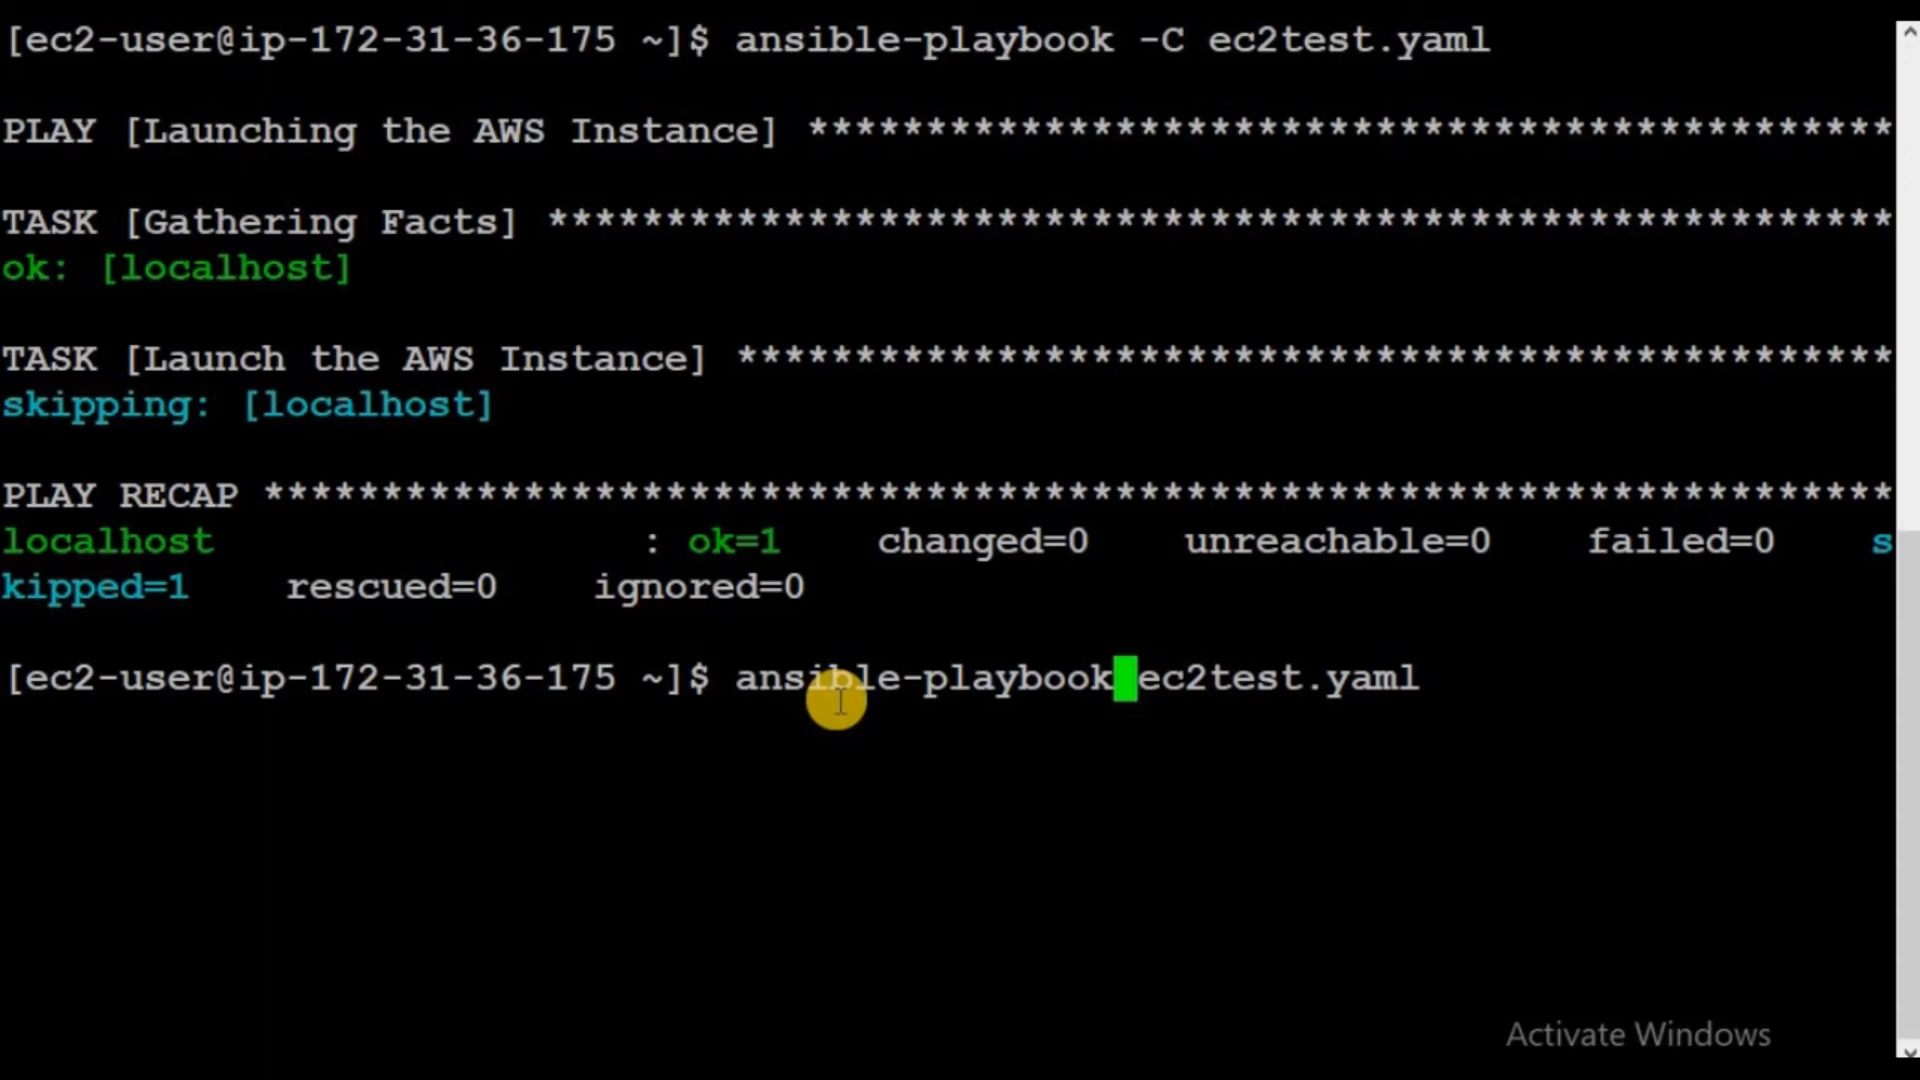 [ec2-user@ip-172-31-36-175 ~]$ ansible-playbook -C ec2test.yaml
PLAY [Launching the AWS Instance] **********************************************
TASK [Gathering Facts] *********************************************************
ok: [localhost]
TASK [Launch the AWS Instance] *************************************************
skipping: [localhost]
PLAY RECAP *********************************************************************
localhost : ok=1 changed=0 unreachable=0 failed=0 s
kipped=1 rescued=0 ignored=0
[ec2-user@ip-172-31-36-175 ~]$ ansible-playbook ec2test.yaml
Activate Windows